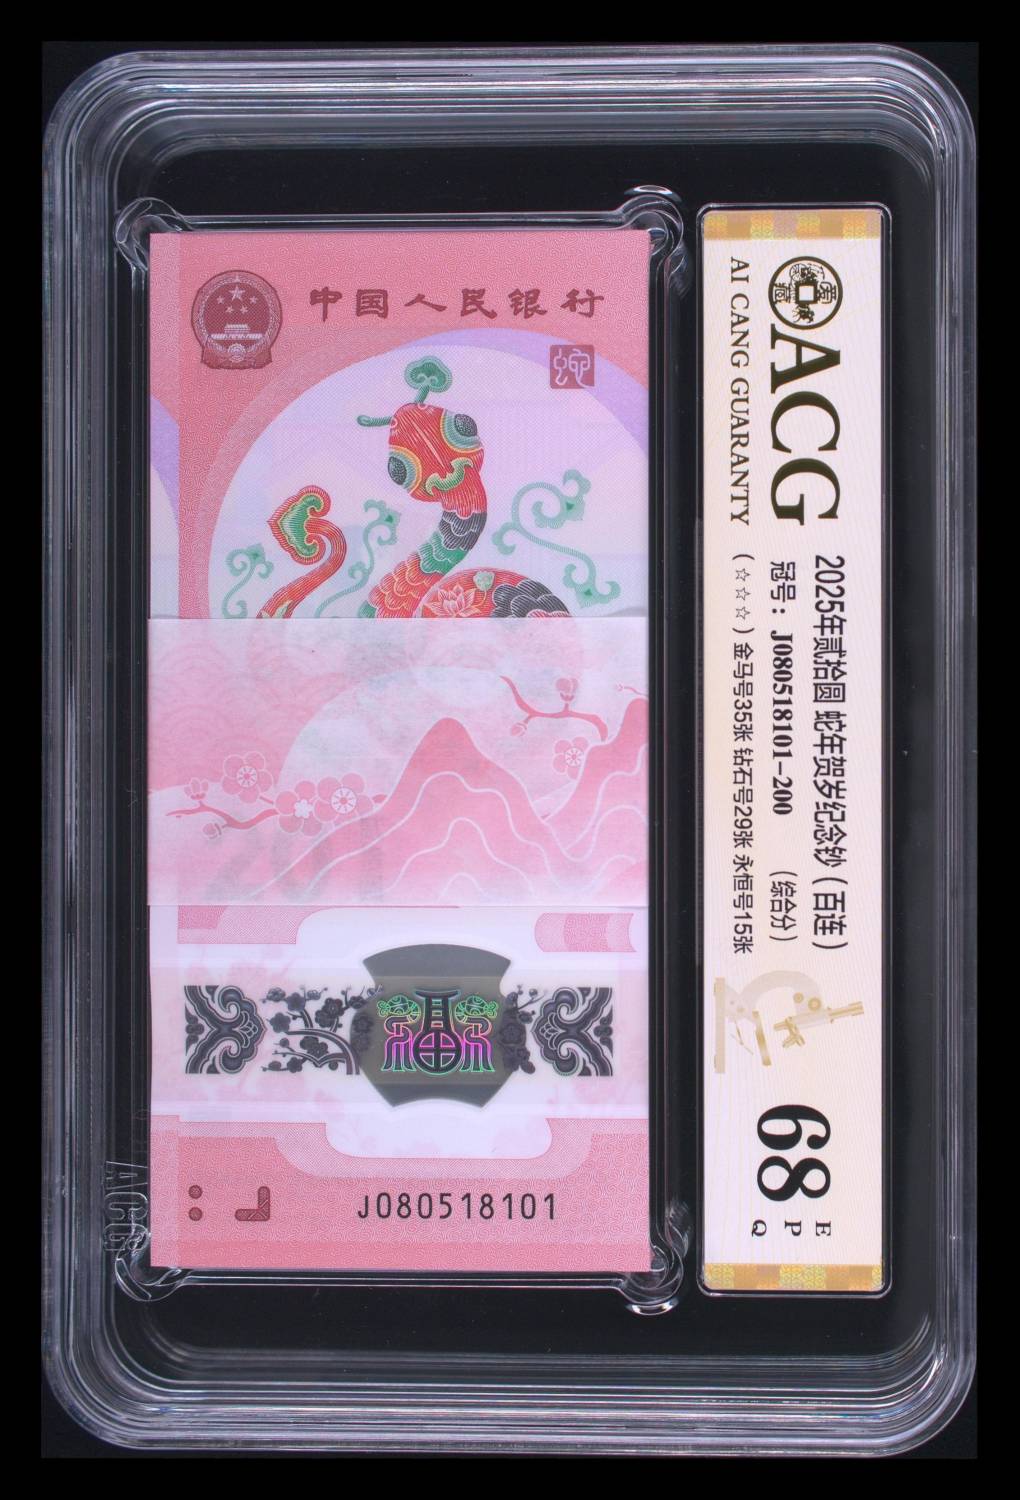 中国人民银行
蛇
J080518101
ACG
AI CANG GUARANTY
2025年贰拾圆 蛇年贺岁纪念钞（百连）
冠号：J080518101-200 （综合分）
（☆☆☆）金马号35张 钻石号29张 永恒号15张
68
E
P
Q
ACG